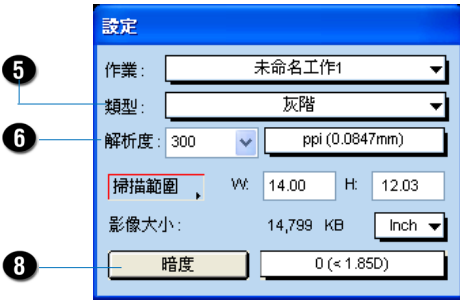 設定
5 作業: 未命名工作1
類型: 灰階
6 解析度: 300 ppi (0.0847mm)
掃描範圍 W: 14.00 H: 12.03
影像大小: 14,799 KB Inch
8 暗度 0 (< 1.85D)